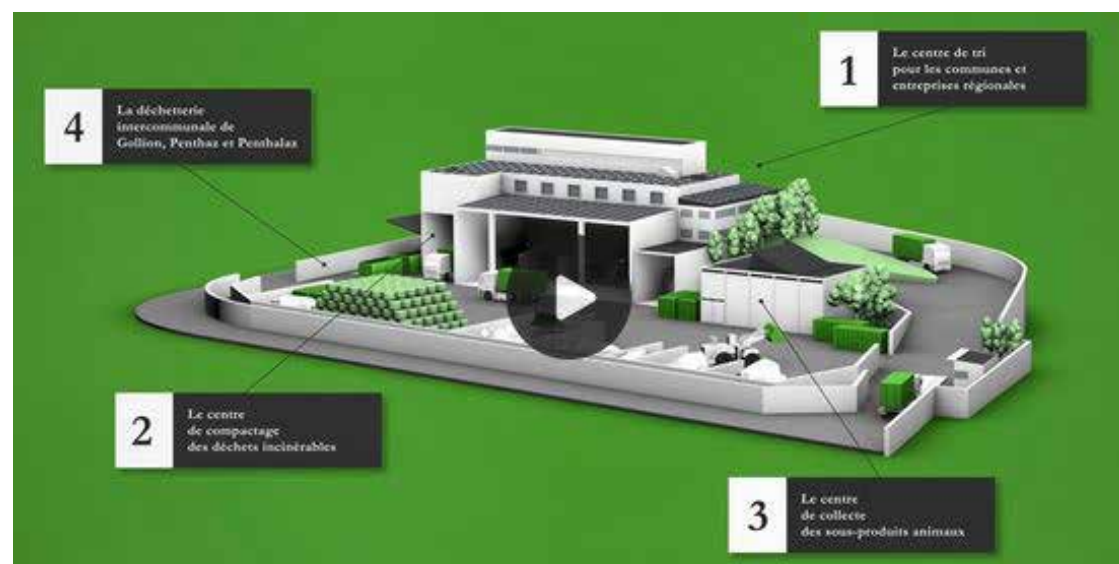 1
Le centre de tri
pour les communes et
entreprises régionales
4
La déchetterie
intercommunale de
Gollion, Penthaz et Penthalaz
2
Le centre
de compactage
des déchets incinérables
3
Le centre
de collecte
des sous-produits animaux